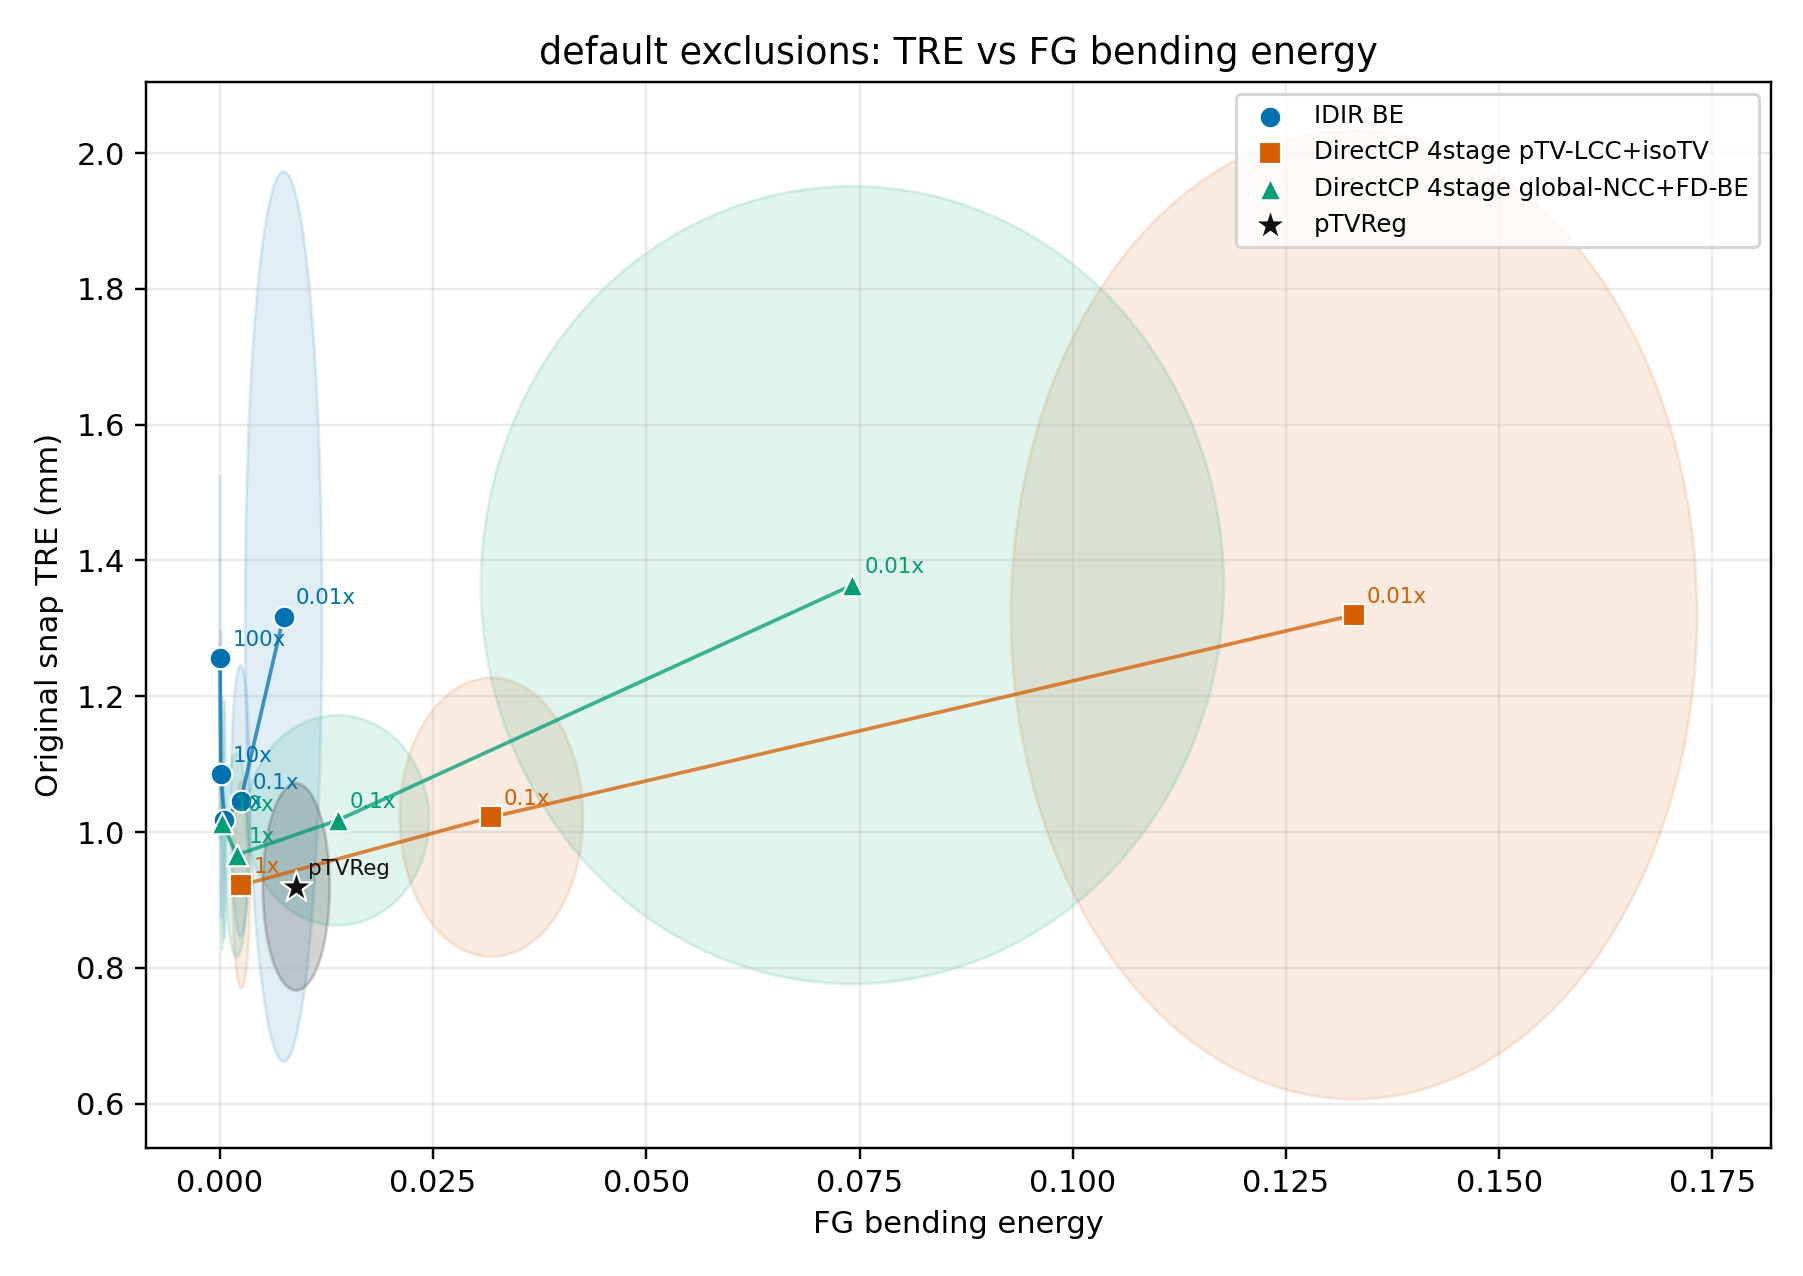 default exclusions: TRE vs FG bending energy
IDIR BE
DirectCP 4stage pTV-LCC+isoTV
DirectCP 4stage global-NCC+FD-BE
pTVReg
Original snap TRE (mm)
2.0
1.8
1.6
1.4
1.2
1.0
0.8
0.6
0.01x
0.01x
0.01x
100x
10x
0.1x
0.1x
0.1x
10x
1x
1x
pTVReg
0.000
0.025
0.050
0.075
0.100
0.125
0.150
0.175
FG bending energy